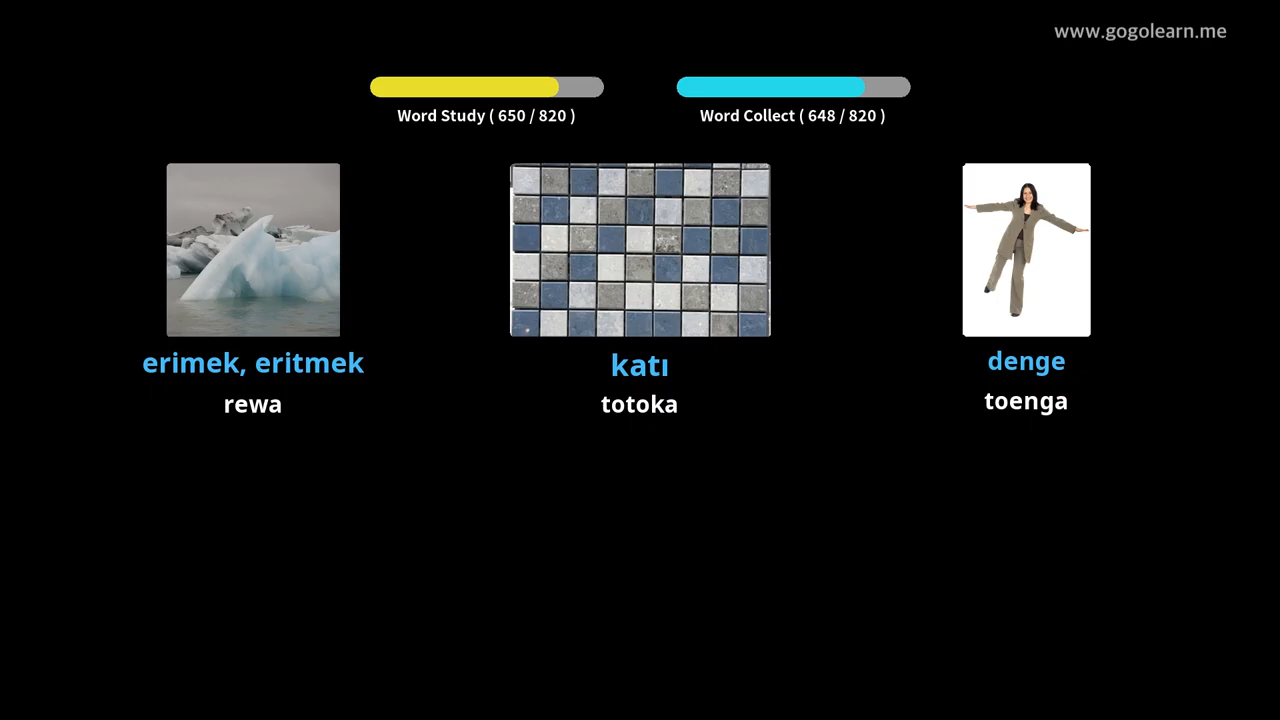 www.gogolearn.me
Word Study ( 650 / 820 )
Word Collect ( 648 / 820 )
erimek, eritmek
rewa
katı
totoka
denge
toenga